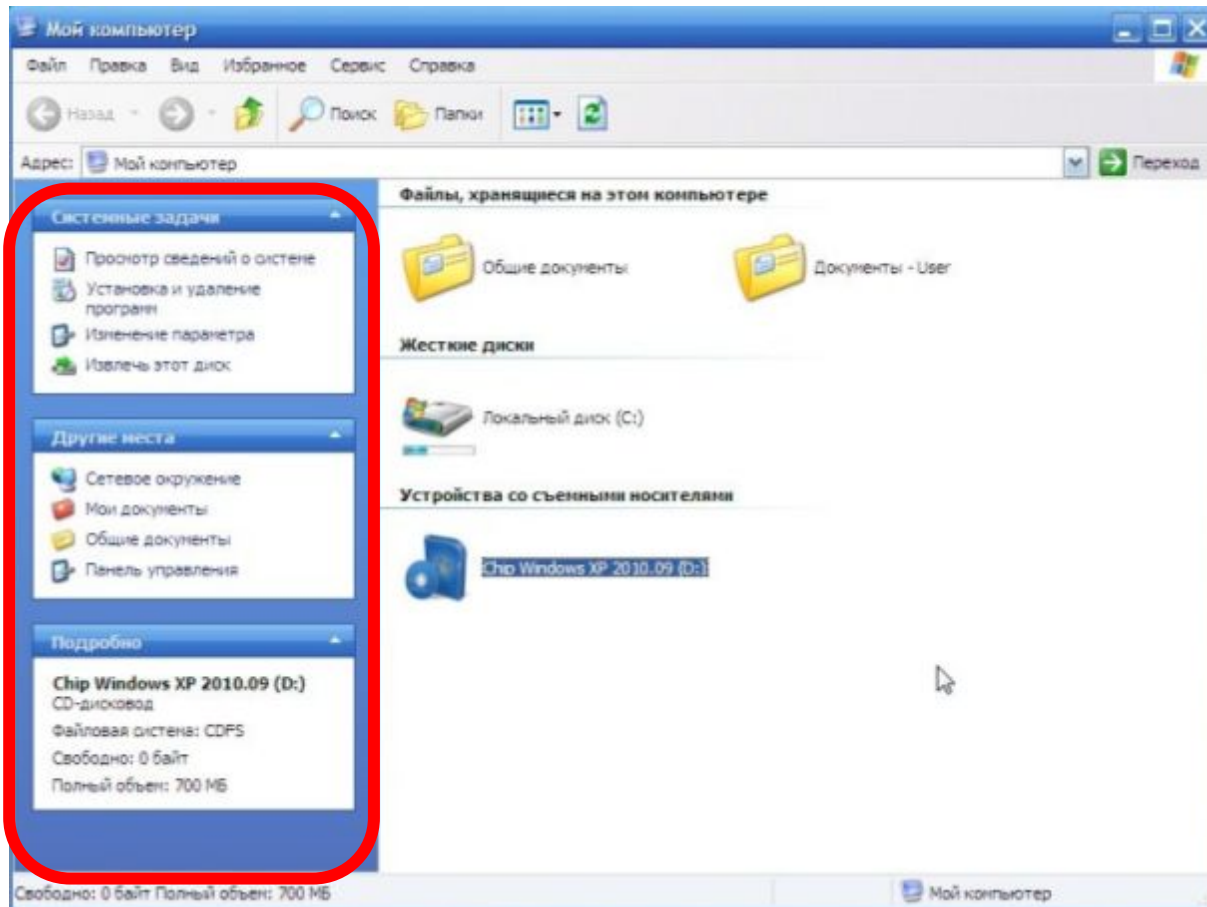 Мой компьютер
Файл Правка Вид Избранное Сервис Справка
Назад Поиск Папки
Адрес: Мой компьютер Переход
Системные задачи
Просмотр сведений о системе
Установка и удаление
программ
Изменение параметра
Извлечь этот диск
Другие места
Сетевое окружение
Мои документы
Общие документы
Панель управления
Подробно
Chip Windows XP 2010.09 (D:)
CD-дисковод
Файловая система: CDFS
Свободно: 0 байт
Полный объем: 700 МБ
Файлы, хранящиеся на этом компьютере
Общие документы
Документы - User
Жесткие диски
Локальный диск (C:)
Устройства со съемными носителями
Chip Windows XP 2010.09 (D:)
Свободно: 0 байт Полный объем: 700 МБ
Мой компьютер